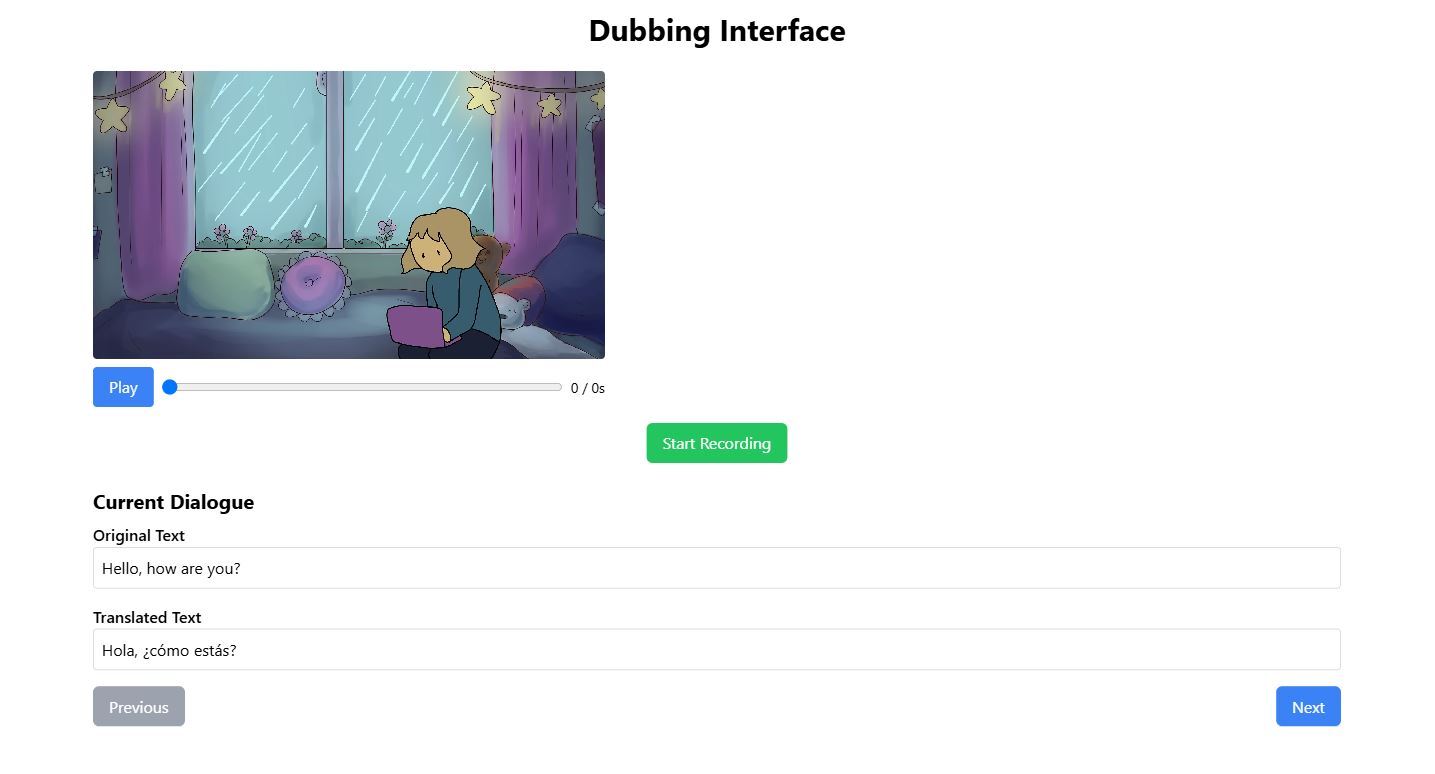 Dubbing Interface
Play
0 / 0s
Start Recording
Current Dialogue
Original Text
Hello, how are you?
Translated Text
Hola, ¿cómo estás?
Previous
Next